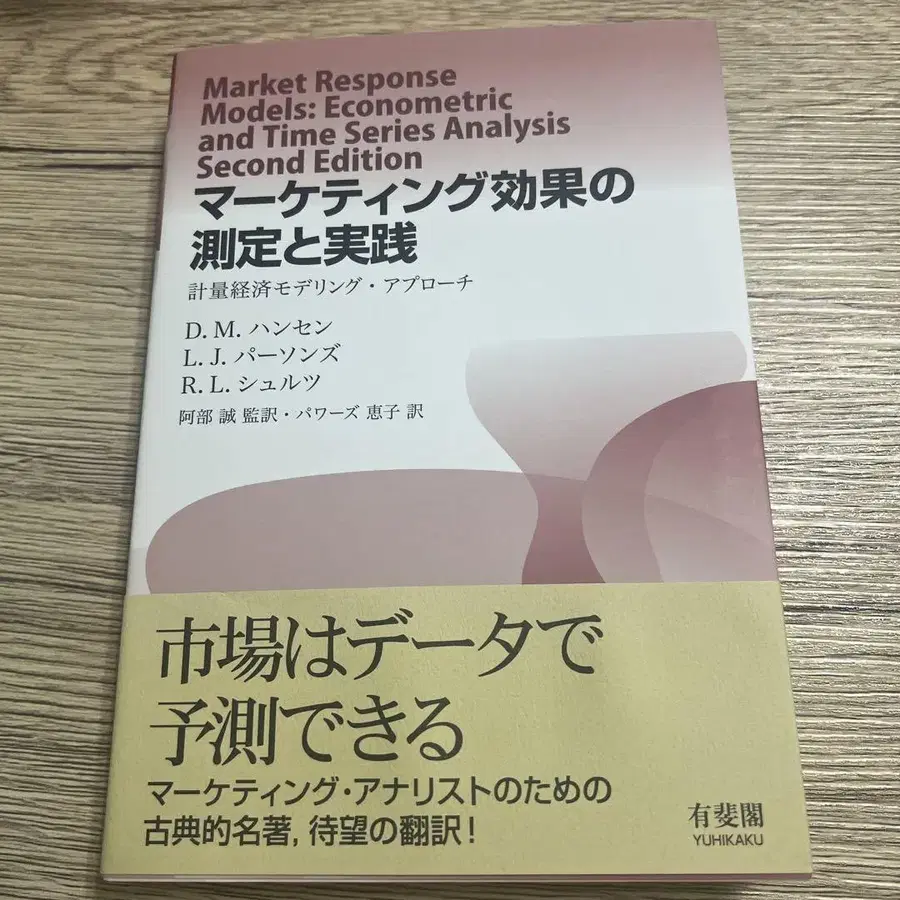 Market Response
Models: Econometric
and Time Series Analysis
Second Edition
マーケティング効果の
測定と実践
計量経済モデリング・アプローチ
D. M. ハンセン
L. J. パーソンズ
R. L. シュルツ
阿部 誠 監訳・パワーズ 恵子 訳
市場はデータで
予測できる
マーケティング・アナリストのための
古典的名著, 待望の翻訳!
有斐閣
YUHIKAKU